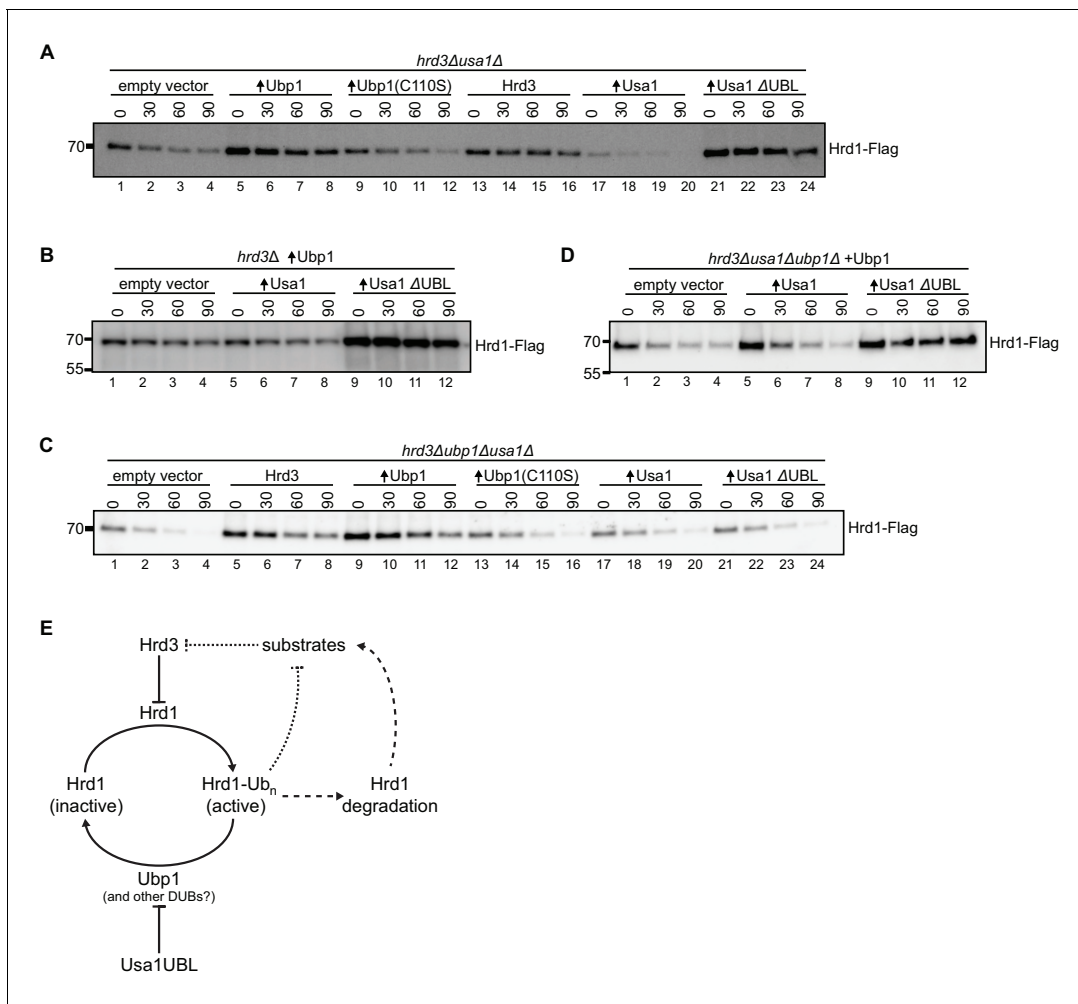 A
hrd3Δusa1Δ
empty vector ↑Ubp1 ↑Ubp1(C110S) Hrd3 ↑Usa1 ↑Usa1 ΔUBL
0 30 60 90 0 30 60 90 0 30 60 90 0 30 60 90 0 30 60 90 0 30 60 90
70 Hrd1-Flag
1 2 3 4 5 6 7 8 9 10 11 12 13 14 15 16 17 18 19 20 21 22 23 24
B
hrd3Δ ↑Ubp1
empty vector ↑Usa1 ↑Usa1 ΔUBL
0 30 60 90 0 30 60 90 0 30 60 90
70 Hrd1-Flag
55
1 2 3 4 5 6 7 8 9 10 11 12
D
hrd3Δusa1Δubp1Δ +Ubp1
empty vector ↑Usa1 ↑Usa1 ΔUBL
0 30 60 90 0 30 60 90 0 30 60 90
70 Hrd1-Flag
55
1 2 3 4 5 6 7 8 9 10 11 12
C
hrd3Δubp1Δusa1Δ
empty vector Hrd3 ↑Ubp1 ↑Ubp1(C110S) ↑Usa1 ↑Usa1 ΔUBL
0 30 60 90 0 30 60 90 0 30 60 90 0 30 60 90 0 30 60 90 0 30 60 90
70 Hrd1-Flag
1 2 3 4 5 6 7 8 9 10 11 12 13 14 15 16 17 18 19 20 21 22 23 24
E
Hrd3 substrates
Hrd1
Hrd1 Hrd1-Ubn Hrd1
(inactive) (active) degradation
Ubp1
(and other DUBs?)
Usa1UBL